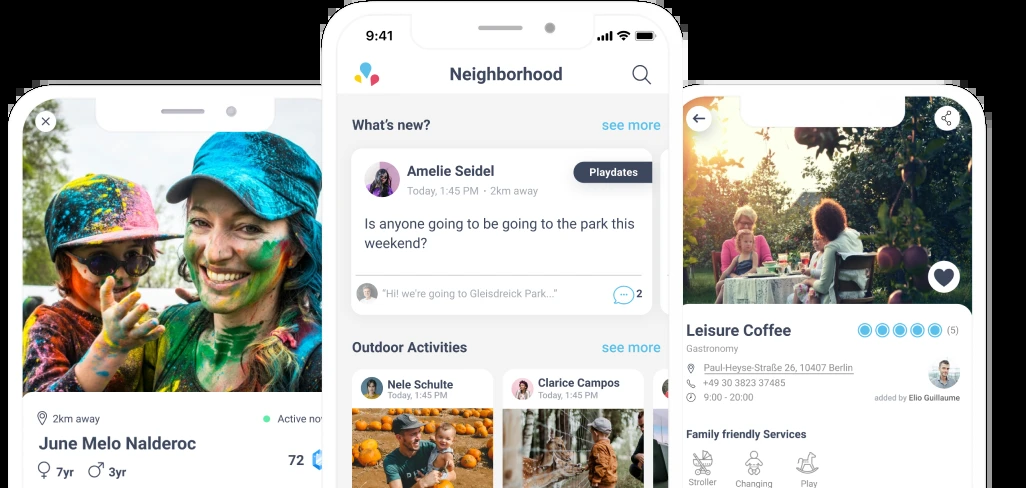 2km away
Active no
June Melo Nalderoc
7yr
3yr
72
9:41
Neighborhood
What's new?
see more
Amelie Seidel
Today, 1:45 PM · 2km away
Playdates
Is anyone going to be going to the park this
weekend?
"Hi! we're going to Gleisdreick Park..."
2
Outdoor Activities
see more
Nele Schulte
Today, 1:45 PM
Clarice Campos
Today, 1:45 PM
Leisure Coffee
(5)
Gastronomy
Paul-Heyse-Straße 26, 10407 Berlin
+49 30 3823 37485
9:00 - 20:00
added by Elio Guillaume
Family friendly Services
Stroller
Changing
Play